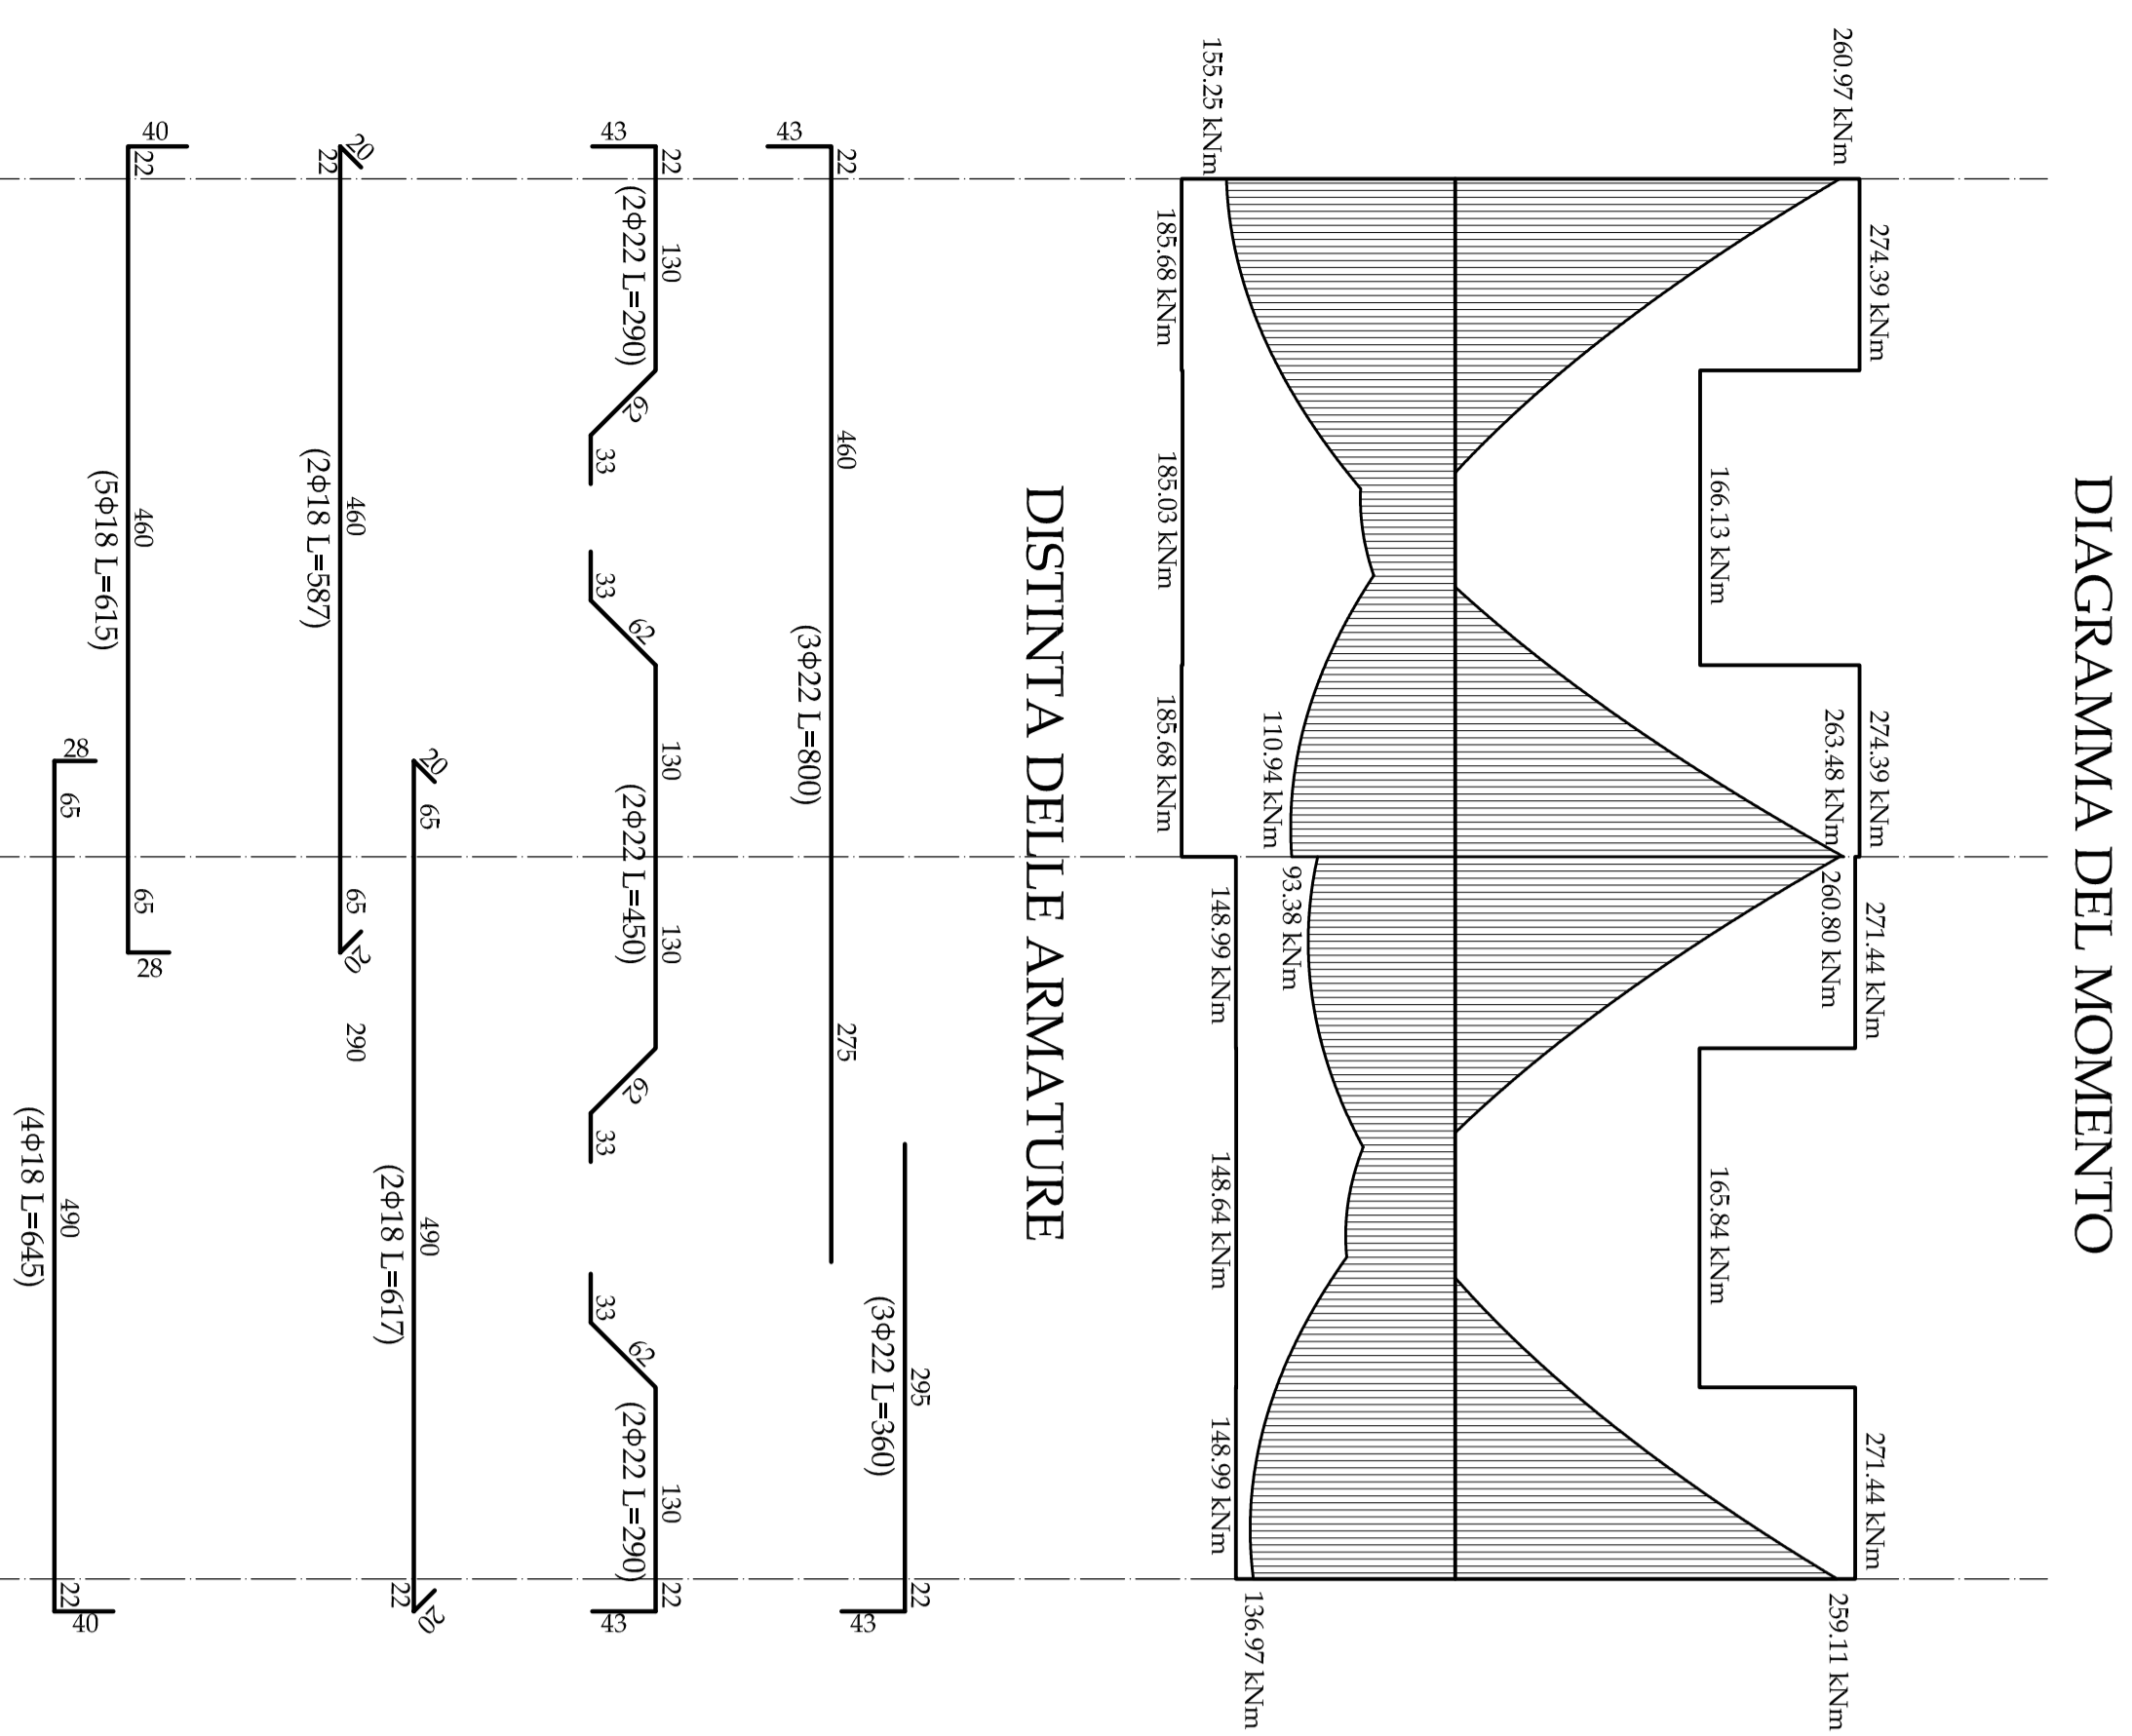 DIAGRAMMA DEL MOMENTO
274.39 kNm
274.39 kNm
271.44 kNm
271.44 kNm
260.97 kNm
263.48 kNm
260.80 kNm
259.11 kNm
166.13 kNm
165.84 kNm
110.94 kNm
93.38 kNm
155.25 kNm
136.97 kNm
185.68 kNm
185.03 kNm
185.68 kNm
148.99 kNm
148.64 kNm
148.99 kNm
DISTINTA DELLE ARMATURE
295
22
(3Φ22 L=360)
43
22
460
275
43
(3Φ22 L=800)
22
130
130
130
130
22
43
(2Φ22 L=290)
62
62
(2Φ22 L=450)
62
62
(2Φ22 L=290)
43
33
33
33
33
20
65
490
20
(2Φ18 L=617)
22
20
460
65
20
290
22
(2Φ18 L=587)
40
22
460
65
28
(5Φ18 L=615)
28
65
490
22
40
(4Φ18 L=645)